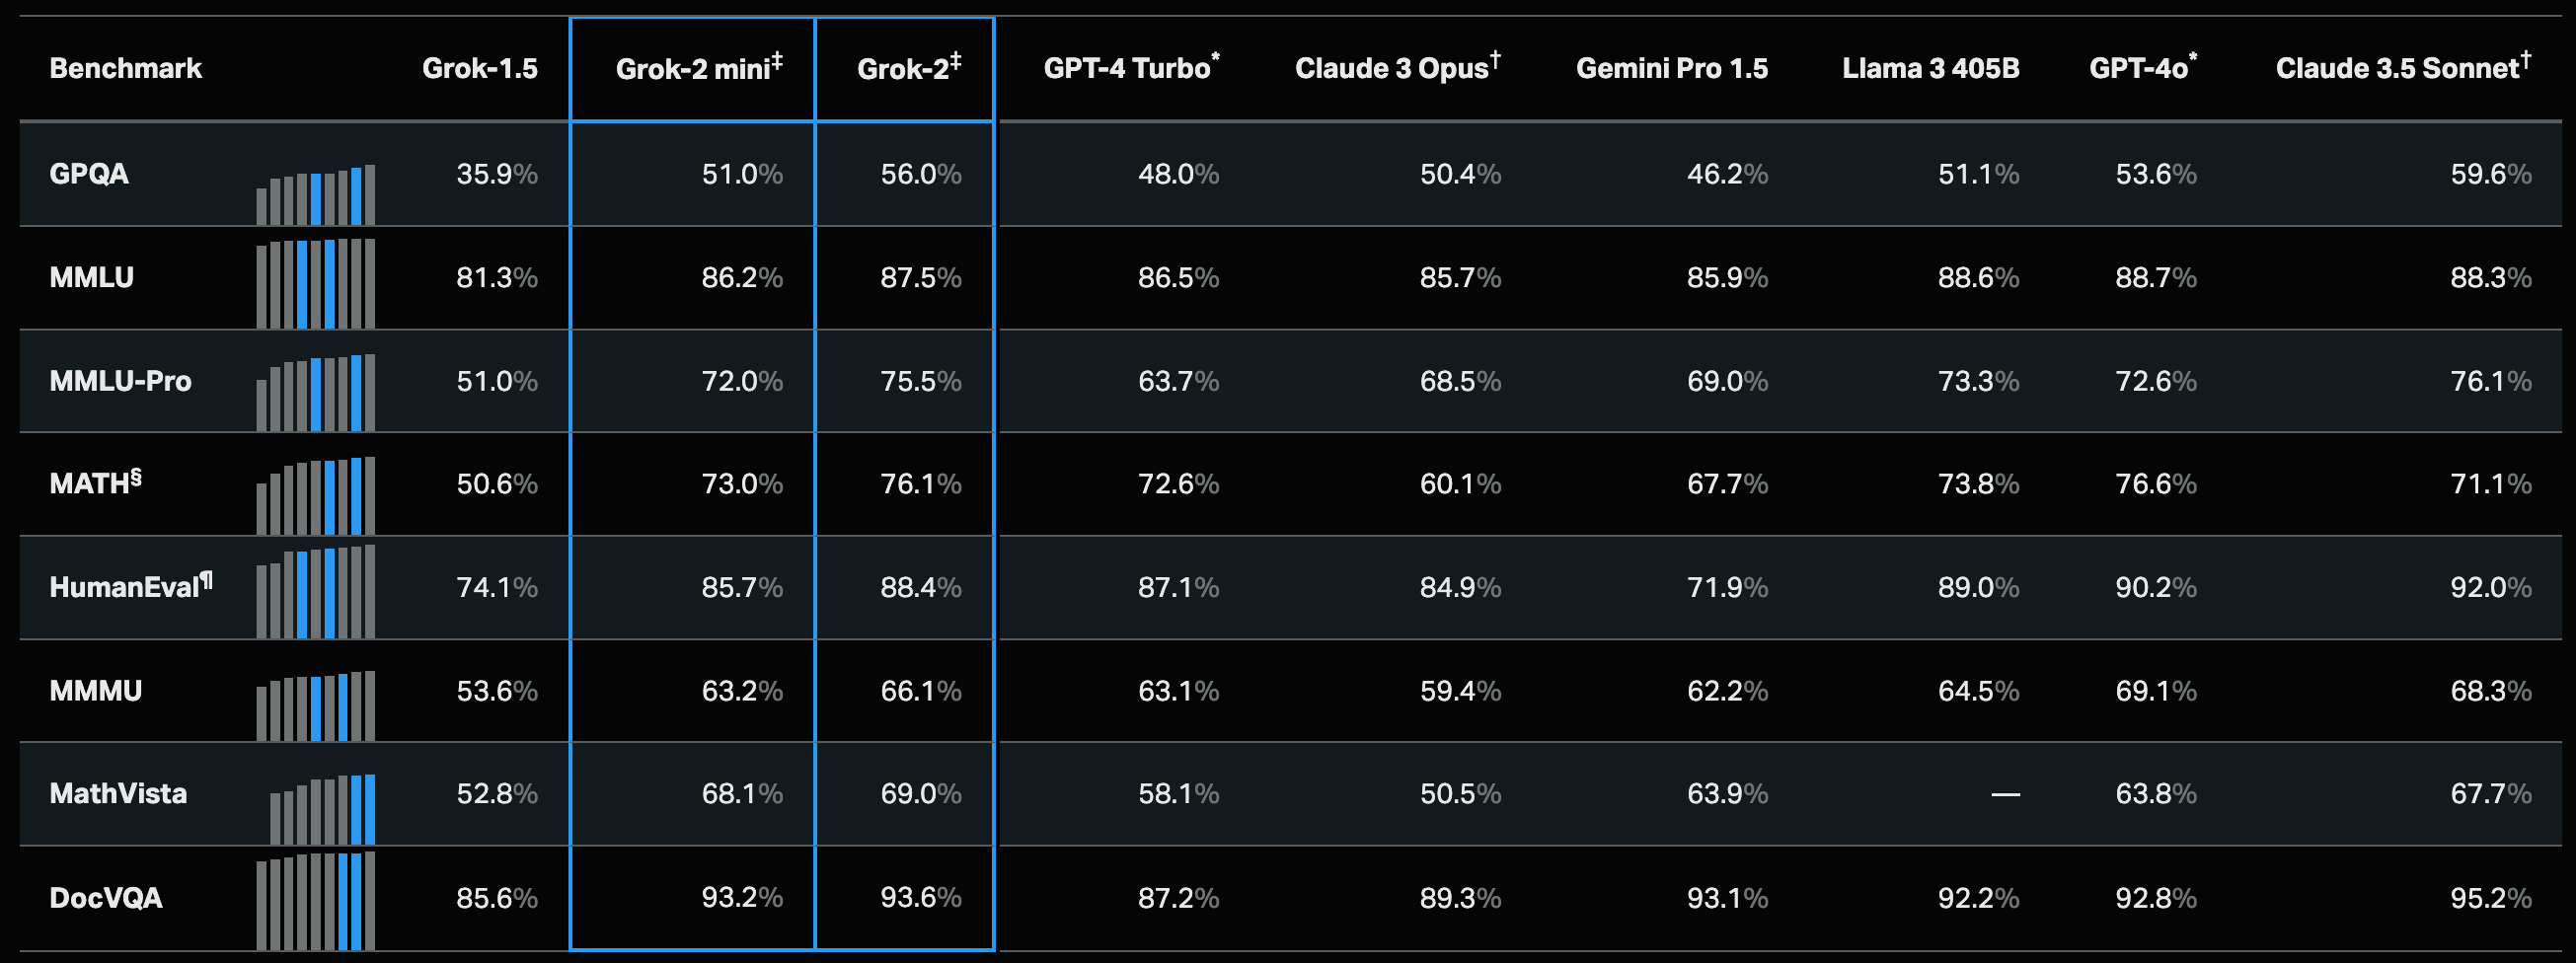 Benchmark Grok-1.5 Grok-2 mini‡ Grok-2‡ GPT-4 Turbo* Claude 3 Opus† Gemini Pro 1.5 Llama 3 405B GPT-4o* Claude 3.5 Sonnet†
GPQA 35.9% 51.0% 56.0% 48.0% 50.4% 46.2% 51.1% 53.6% 59.6%
MMLU 81.3% 86.2% 87.5% 86.5% 85.7% 85.9% 88.6% 88.7% 88.3%
MMLU-Pro 51.0% 72.0% 75.5% 63.7% 68.5% 69.0% 73.3% 72.6% 76.1%
MATH§ 50.6% 73.0% 76.1% 72.6% 60.1% 67.7% 73.8% 76.6% 71.1%
HumanEval¶ 74.1% 85.7% 88.4% 87.1% 84.9% 71.9% 89.0% 90.2% 92.0%
MMMU 53.6% 63.2% 66.1% 63.1% 59.4% 62.2% 64.5% 69.1% 68.3%
MathVista 52.8% 68.1% 69.0% 58.1% 50.5% 63.9% — 63.8% 67.7%
DocVQA 85.6% 93.2% 93.6% 87.2% 89.3% 93.1% 92.2% 92.8% 95.2%